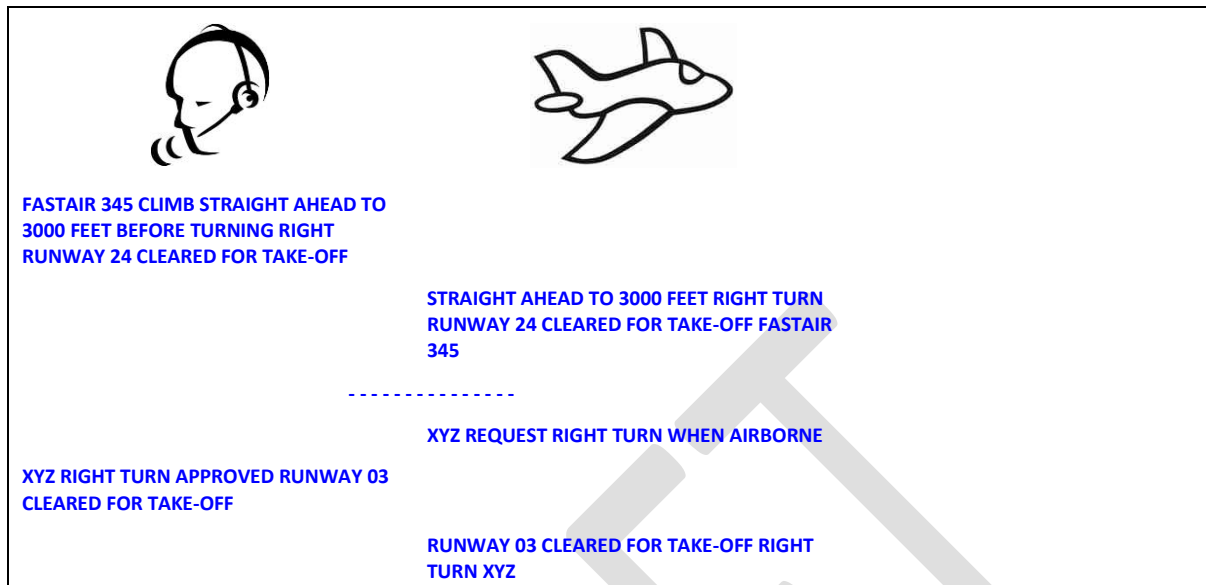 FASTAIR 345 CLIMB STRAIGHT AHEAD TO
3000 FEET BEFORE TURNING RIGHT
RUNWAY 24 CLEARED FOR TAKE-OFF
STRAIGHT AHEAD TO 3000 FEET RIGHT TURN
RUNWAY 24 CLEARED FOR TAKE-OFF FASTAIR
345
- - - - - - - - - - - - - - -
XYZ REQUEST RIGHT TURN WHEN AIRBORNE
XYZ RIGHT TURN APPROVED RUNWAY 03
CLEARED FOR TAKE-OFF
RUNWAY 03 CLEARED FOR TAKE-OFF RIGHT
TURN XYZ